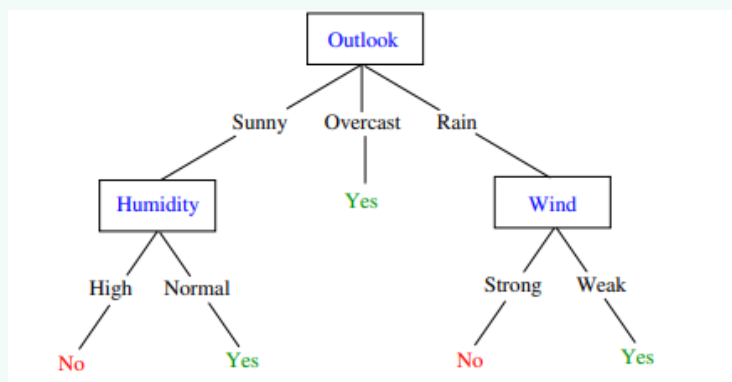 Outlook
Sunny Overcast Rain
Humidity Yes Wind
High Normal Strong Weak
No Yes No Yes